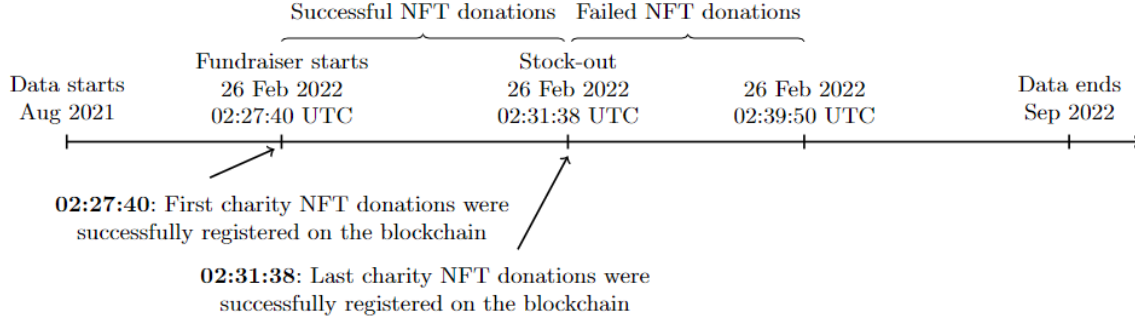 Successful NFT donations
Failed NFT donations
Data starts
Aug 2021
Fundraiser starts
26 Feb 2022
02:27:40 UTC
Stock-out
26 Feb 2022
02:31:38 UTC
26 Feb 2022
02:39:50 UTC
Data ends
Sep 2022
02:27:40: First charity NFT donations were
successfully registered on the blockchain
02:31:38: Last charity NFT donations were
successfully registered on the blockchain